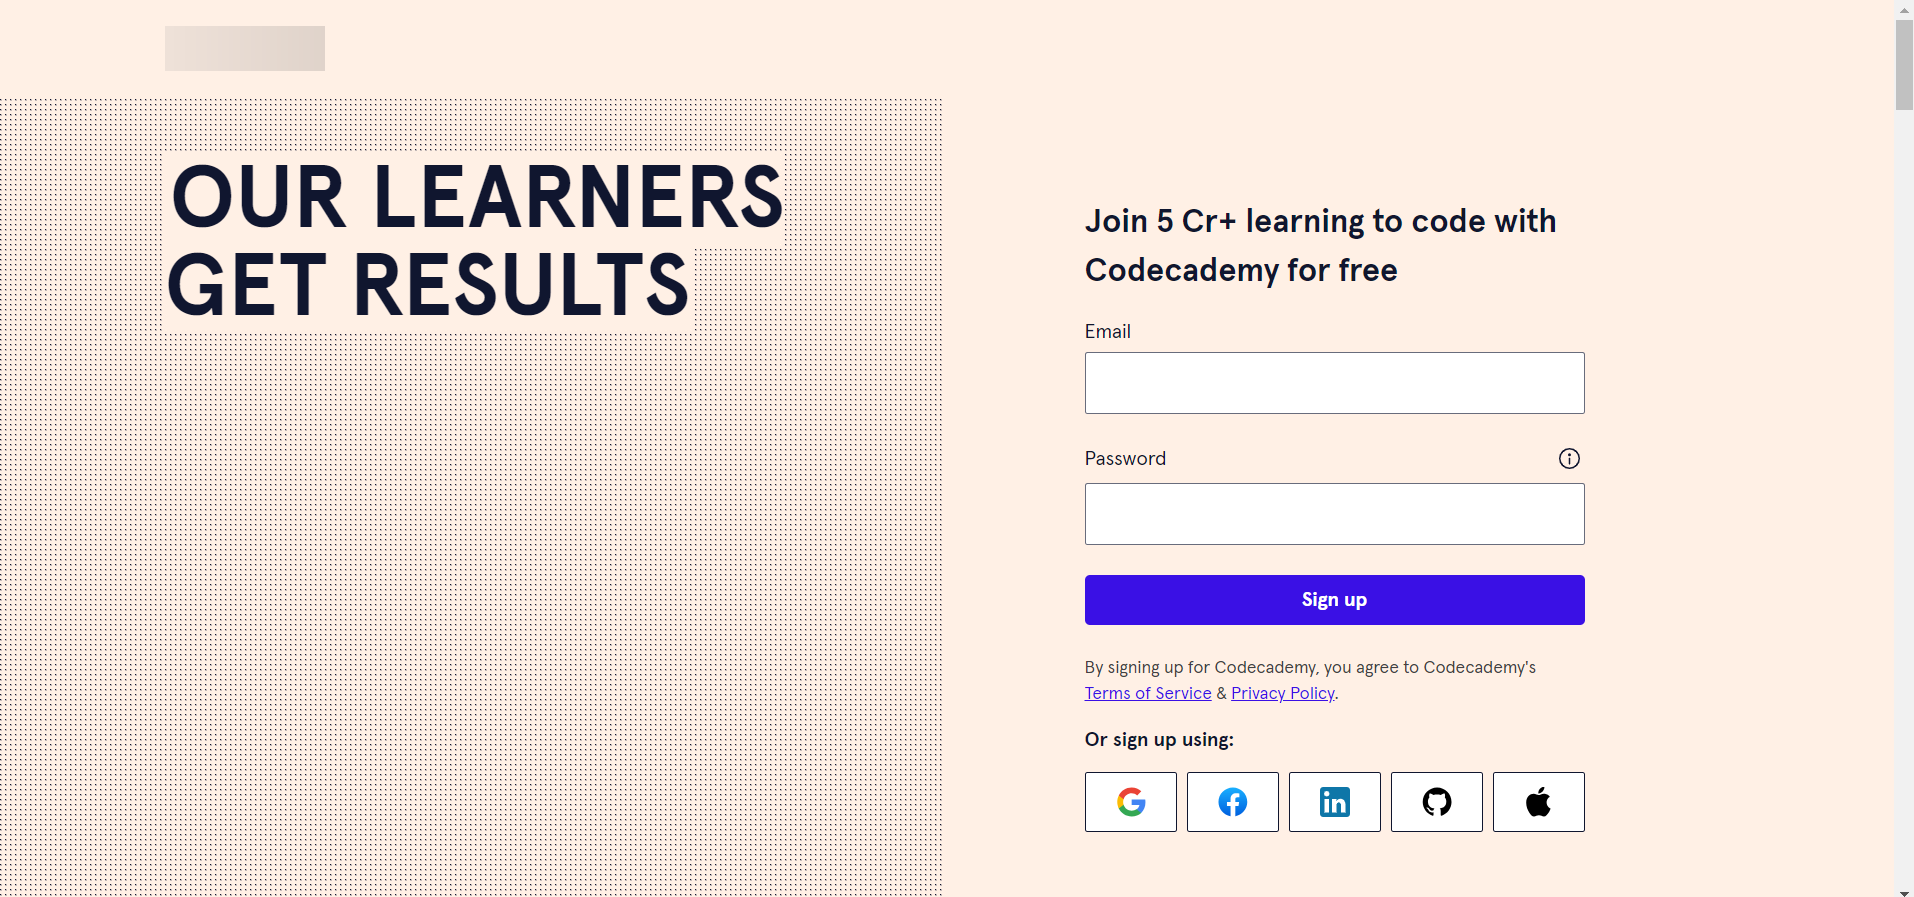 OUR LEARNERS
GET RESULTS
Join 5 Cr+ learning to code with
Codecademy for free
Email
Password
Sign up
By signing up for Codecademy, you agree to Codecademy's
Terms of Service & Privacy Policy.
Or sign up using: